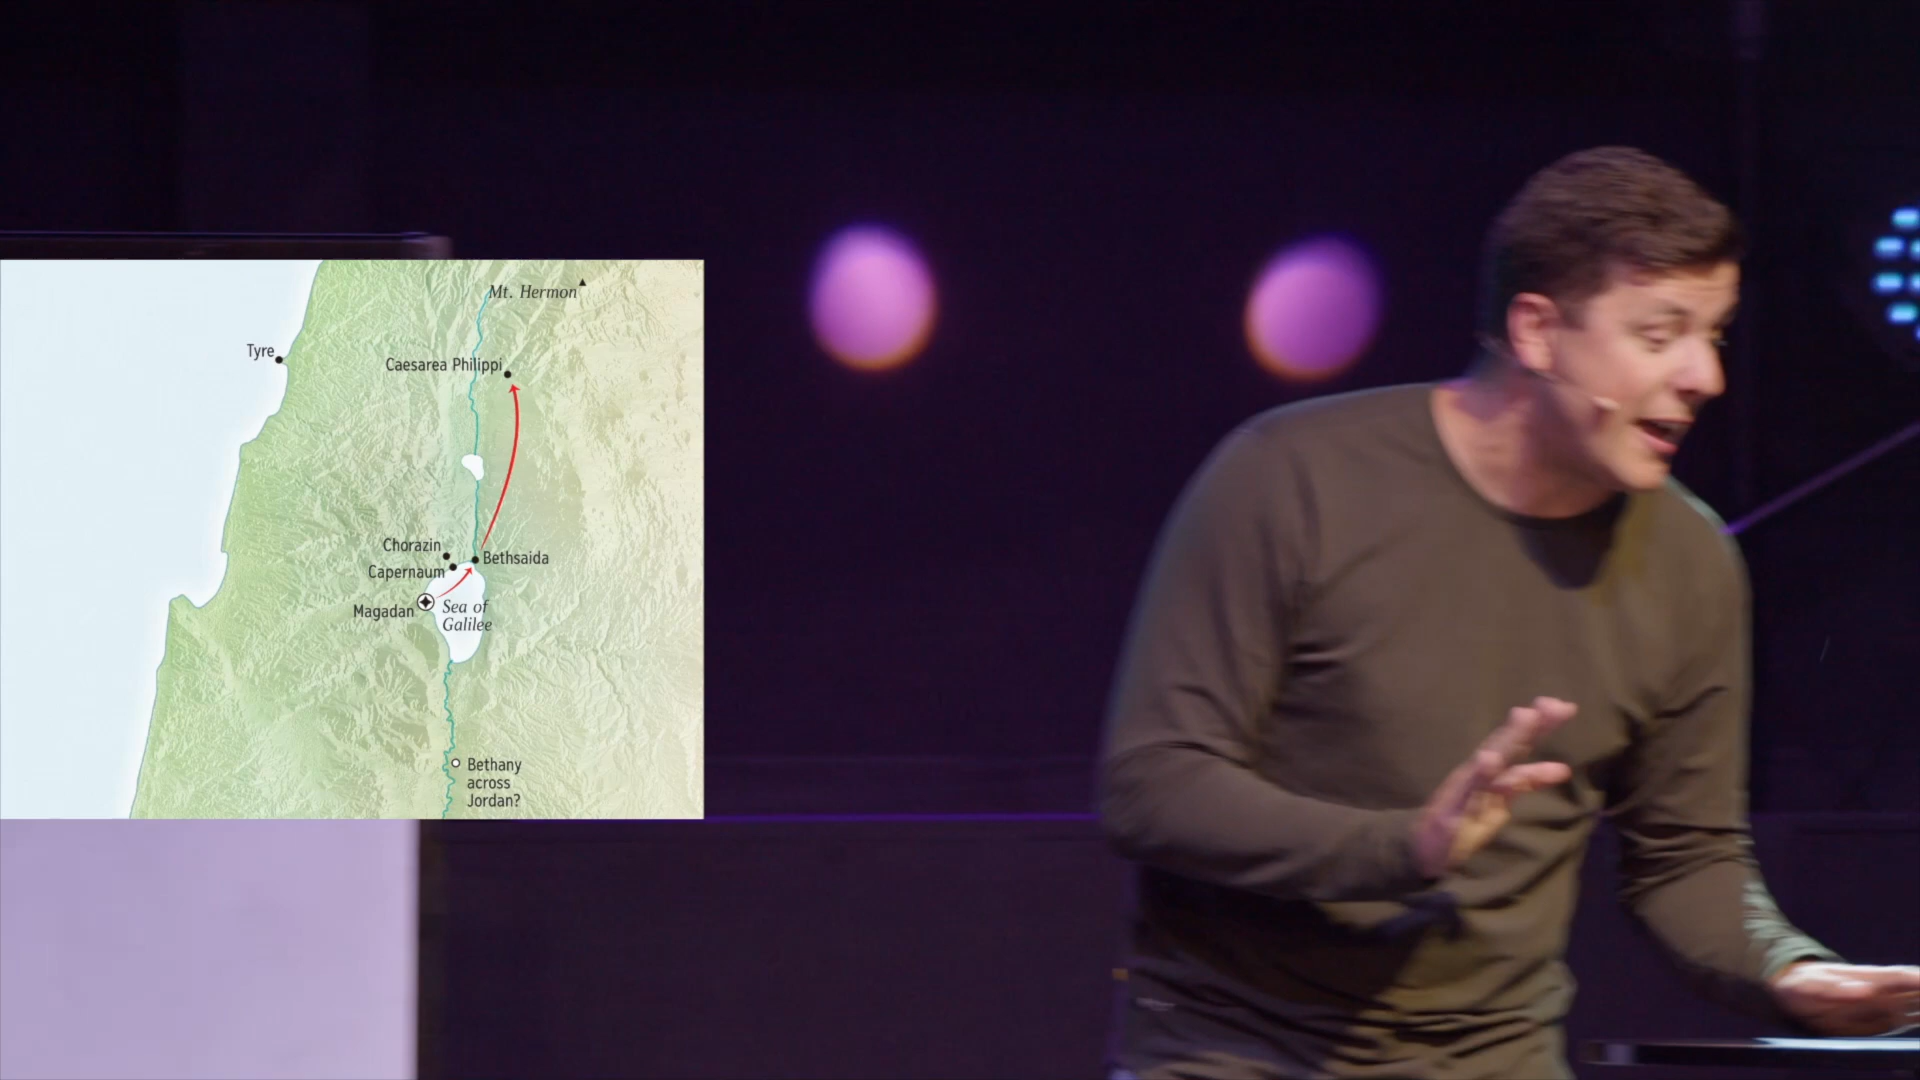 Mt. Hermon
Tyre
Caesarea Philippi
Chorazin
Bethsaida
Capernaum
Magadan
Sea of
Galilee
Bethany
across
Jordan?